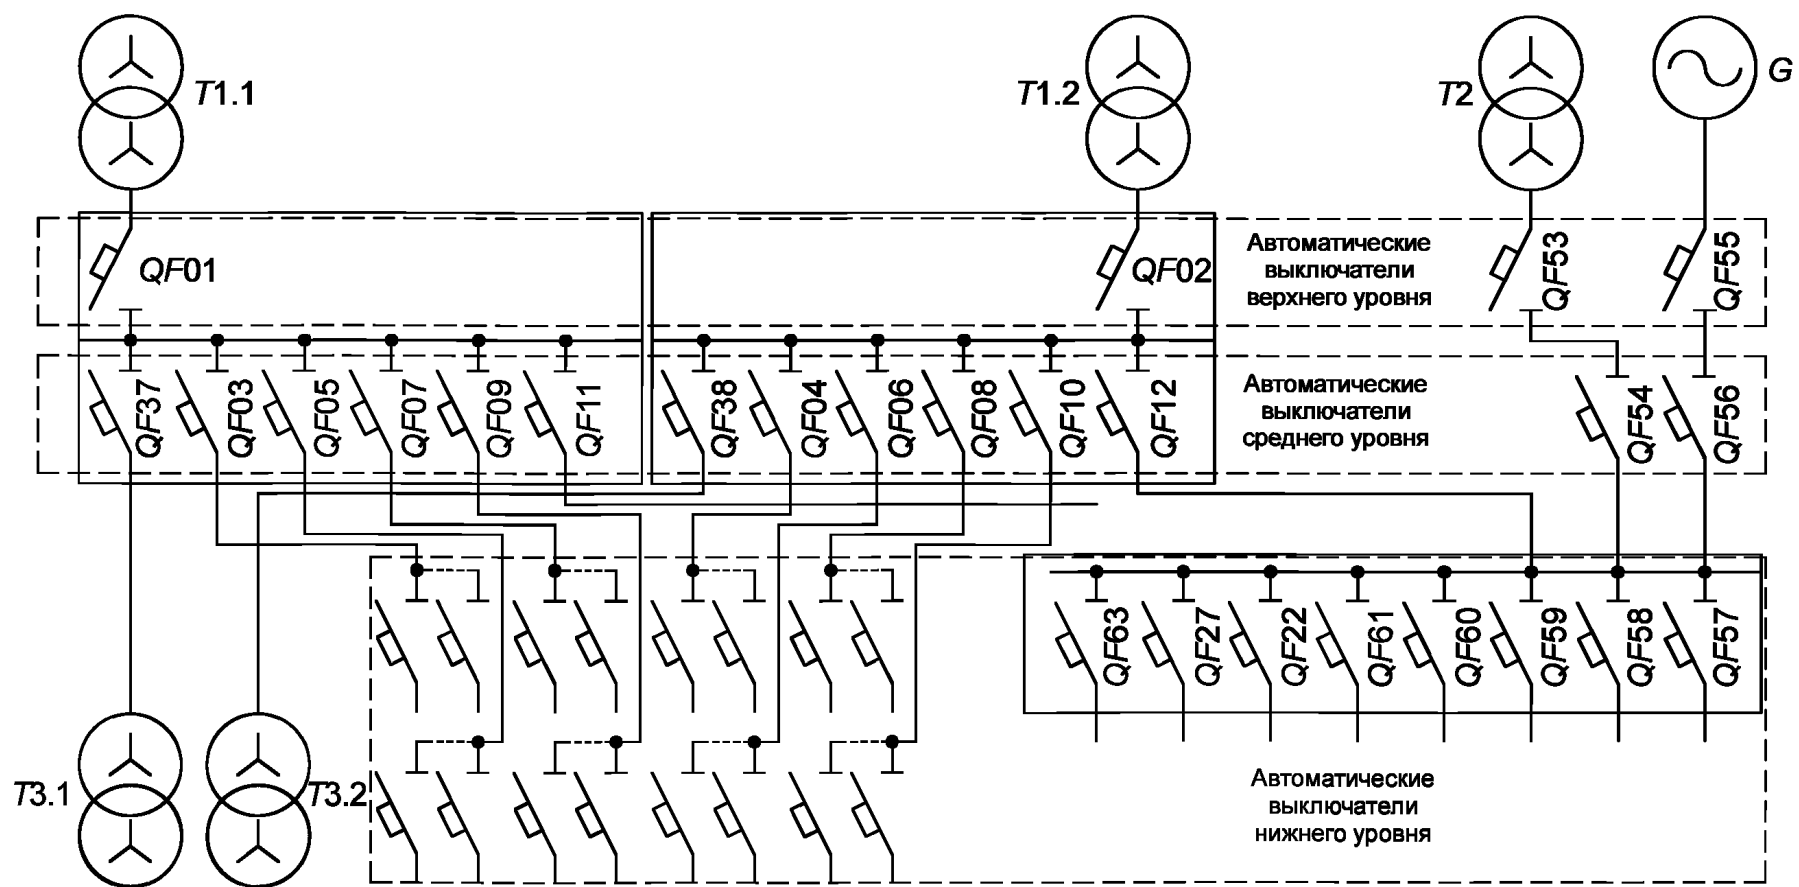 T1.1
T1.2
T2
G
QF01
QF02
Автоматические
выключатели
верхнего уровня
QF53
QF55
QF37
QF03
QF05
QF07
QF09
QF11
QF38
QF04
QF06
QF08
QF10
QF12
Автоматические
выключатели
среднего уровня
QF54
QF56
QF63
QF27
QF22
QF61
QF60
QF59
QF58
QF57
T3.1
T3.2
Автоматические
выключатели
нижнего уровня